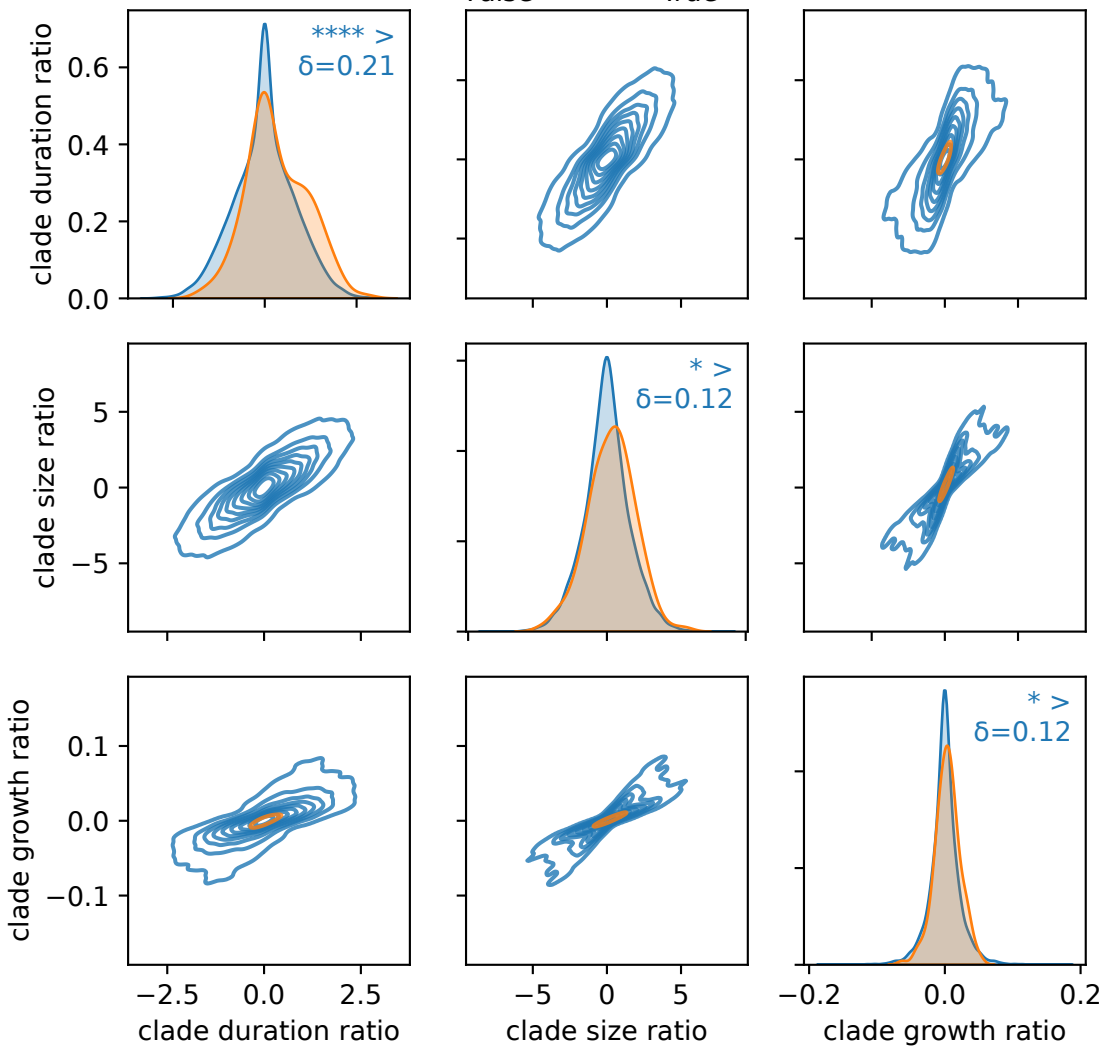 clade duration ratio
0.6
0.4
0.2
0.0
**** >
δ=0.21
clade size ratio
5
0
−5
* >
δ=0.12
clade growth ratio
0.1
0.0
−0.1
* >
δ=0.12
−2.5 0.0 2.5
−5 0 5
−0.2 0.0 0.2
clade duration ratio
clade size ratio
clade growth ratio